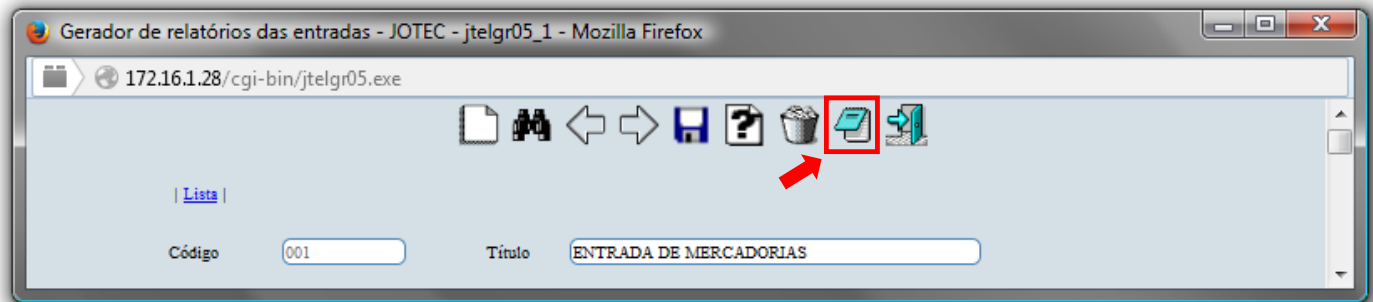 Gerador de relatórios das entradas - JOTEC - jtelgr05_1 - Mozilla Firefox
172.16.1.28/cgi-bin/jtelgr05.exe
| Lista |
Código 001 Título ENTRADA DE MERCADORIAS